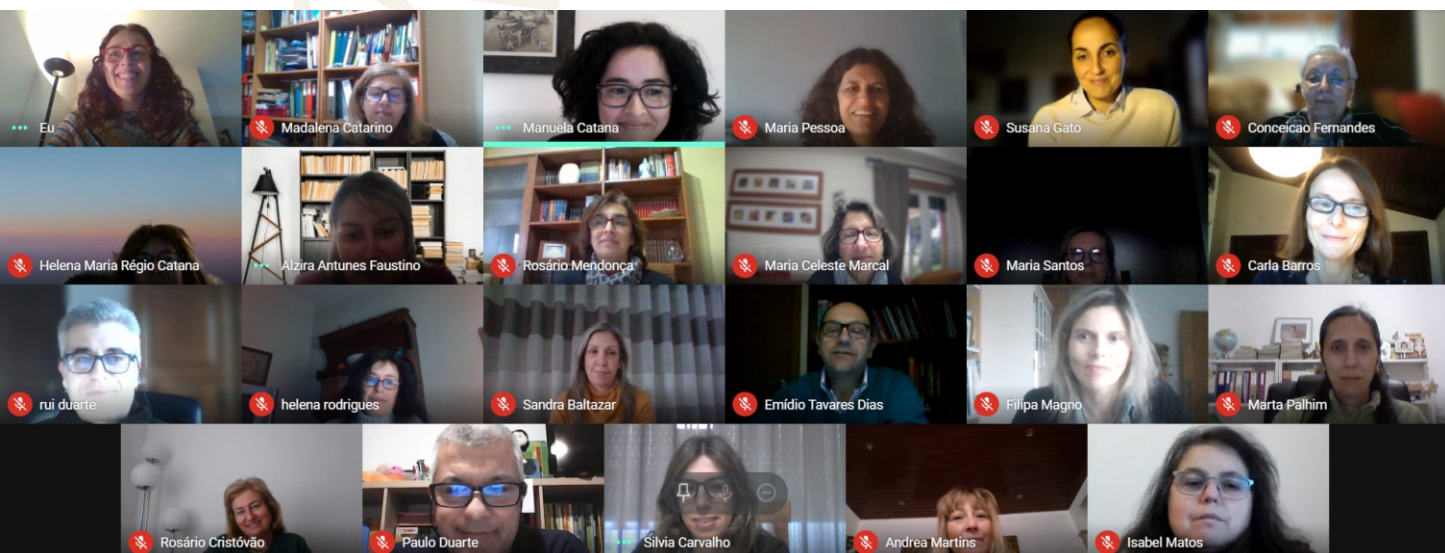 Eu
Madalena Catarino
Manuela Catana
Maria Pessoa
Susana Gato
Conceicao Fernandes
Helena Maria Régio Catana
Alzira Antunes Faustino
Rosário Mendonça
Maria Celeste Marcal
Maria Santos
Carla Barros
rui duarte
helena rodrigues
Sandra Baltazar
Emídio Tavares Dias
Filipa Magno
Marta Palhim
Rosário Cristóvão
Paulo Duarte
Silvia Carvalho
Andrea Martins
Isabel Matos